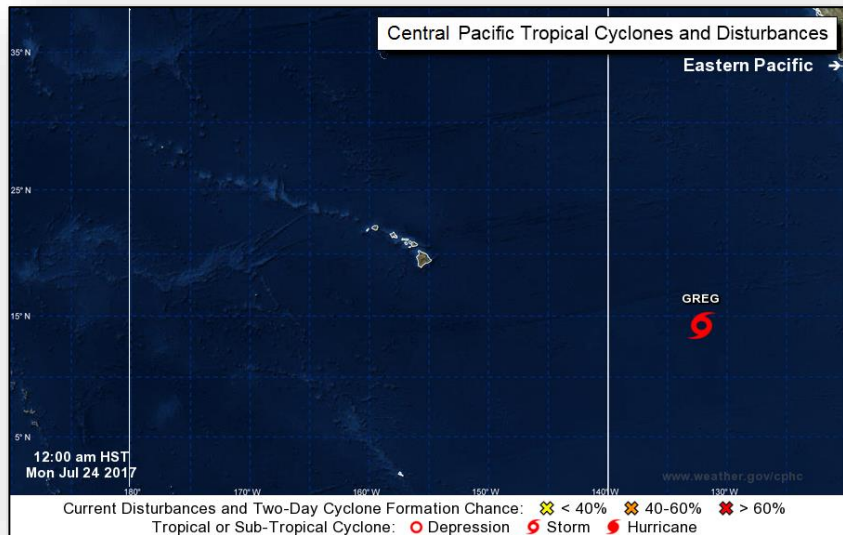 Central Pacific Tropical Cyclones and Disturbances
35° N
Eastern Pacific →
25° N
GREG
15° N
5° N
12:00 am HST
Mon Jul 24 2017
www.weather.gov/cphc
180° 170°W 160°W 150°W 140°W 130°W
Current Disturbances and Two-Day Cyclone Formation Chance: < 40% 40-60% > 60%
Tropical or Sub-Tropical Cyclone: Depression Storm Hurricane